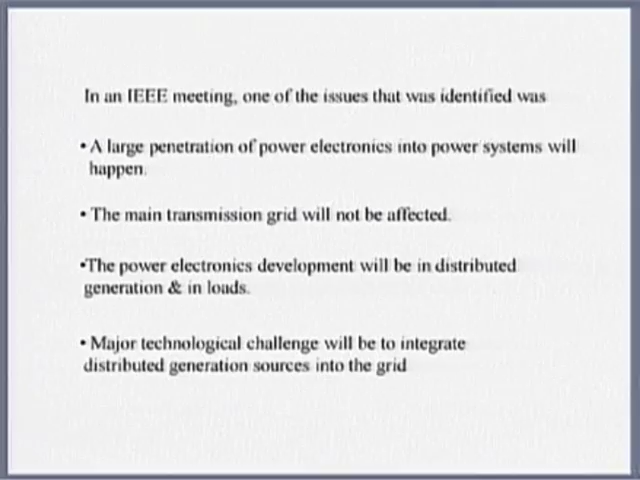 In an IEEE meeting, one of the issues that was identified was
• A large penetration of power electronics into power systems will
happen.
• The main transmission grid will not be affected.
•The power electronics development will be in distributed
generation & in loads.
• Major technological challenge will be to integrate
distributed generation sources into the grid